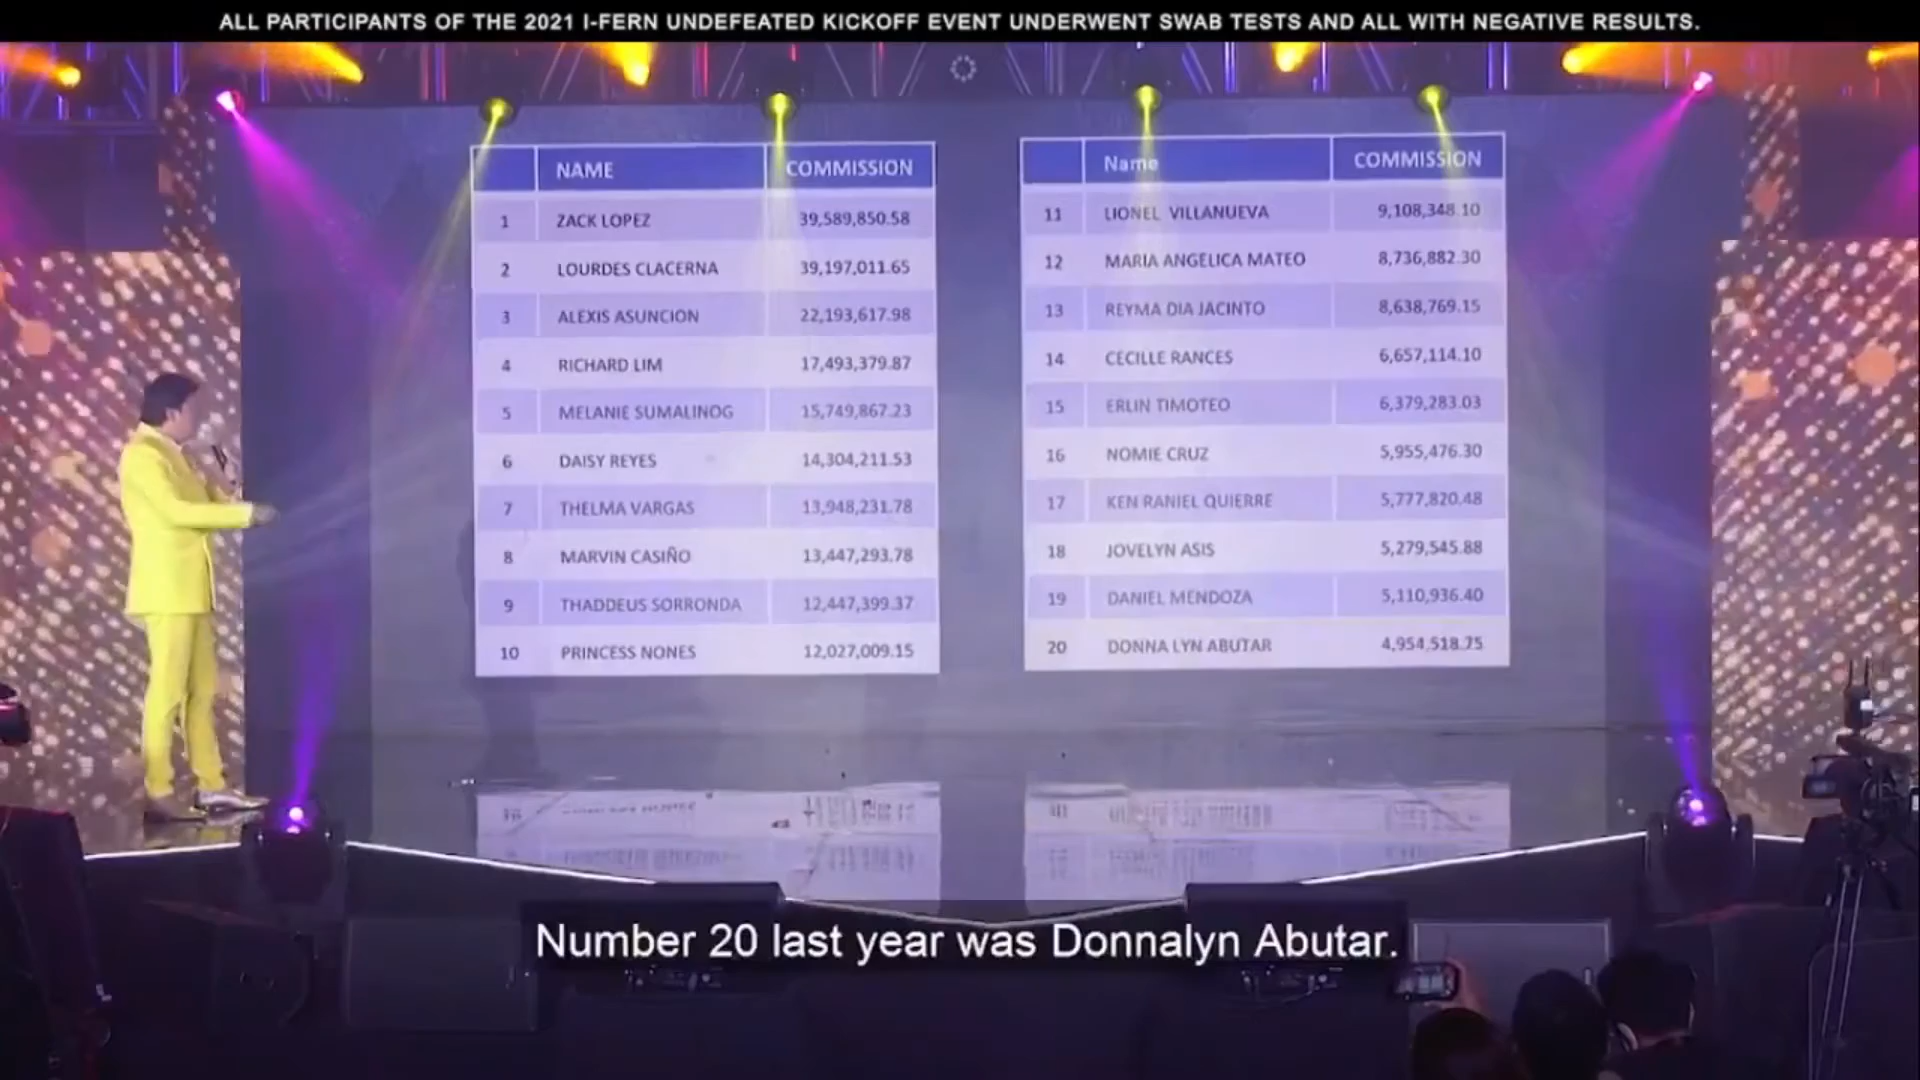 ALL PARTICIPANTS OF THE 2021 I-FERN UNDEFEATED KICKOFF EVENT UNDERWENT SWAB TESTS AND ALL WITH NEGATIVE RESULTS.
NAME COMMISSION
1 ZACK LOPEZ 39,589,850.58
2 LOURDES CLACERNA 39,197,011.65
3 ALEXIS ASUNCION 22,193,617.98
4 RICHARD LIM 17,493,379.87
5 MELANIE SUMALINOG 15,749,867.23
6 DAISY REYES 14,304,211.53
7 THELMA VARGAS 13,948,231.78
8 MARVIN CASIÑO 13,447,293.78
9 THADDEUS SORRONDA 12,447,399.37
10 PRINCESS NONES 12,027,009.15
Name COMMISSION
11 LIONEL VILLANUEVA 9,108,348.10
12 MARIA ANGELICA MATEO 8,736,882.30
13 REYMA DIA JACINTO 8,638,769.15
14 CECILLE RANCES 6,657,114.10
15 ERLIN TIMOTEO 6,379,283.03
16 NOMIE CRUZ 5,955,476.30
17 KEN RANIEL QUIERRE 5,777,820.48
18 JOVELYN ASIS 5,279,545.88
19 DANIEL MENDOZA 5,110,936.40
20 DONNA LYN ABUTAR 4,954,518.75
Number 20 last year was Donnalyn Abutar.